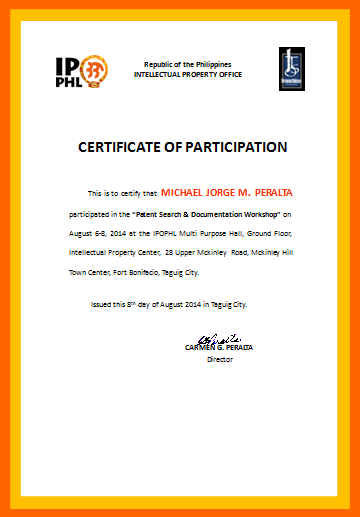 IP
PHL
Republic of the Philippines
INTELLECTUAL PROPERTY OFFICE
CERTIFICATE OF PARTICIPATION
This is to certify that MICHAEL JORGE M. PERALTA
participated in the “Patent Search & Documentation Workshop” on
August 6-8, 2014 at the IPOPHL Multi Purpose Hall, Ground Floor,
Intellectual Property Center, 28 Upper Mckinley Road, Mckinley Hill
Town Center, Fort Bonifacio, Taguig City.
Issued this 8th day of August 2014 in Taguig City.
CARMEN G. PERALTA
Director